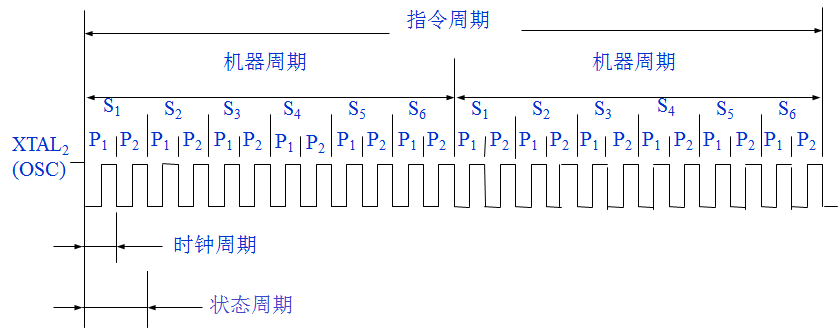 指令周期
机器周期 机器周期
S1 S2 S3 S4 S5 S6 S1 S2 S3 S4 S5 S6
P1 P2 P1 P2 P1 P2 P1 P2 P1 P2 P1 P2 P1 P2 P1 P2 P1 P2 P1 P2 P1 P2 P1 P2
XTAL2
(OSC)
时钟周期
状态周期